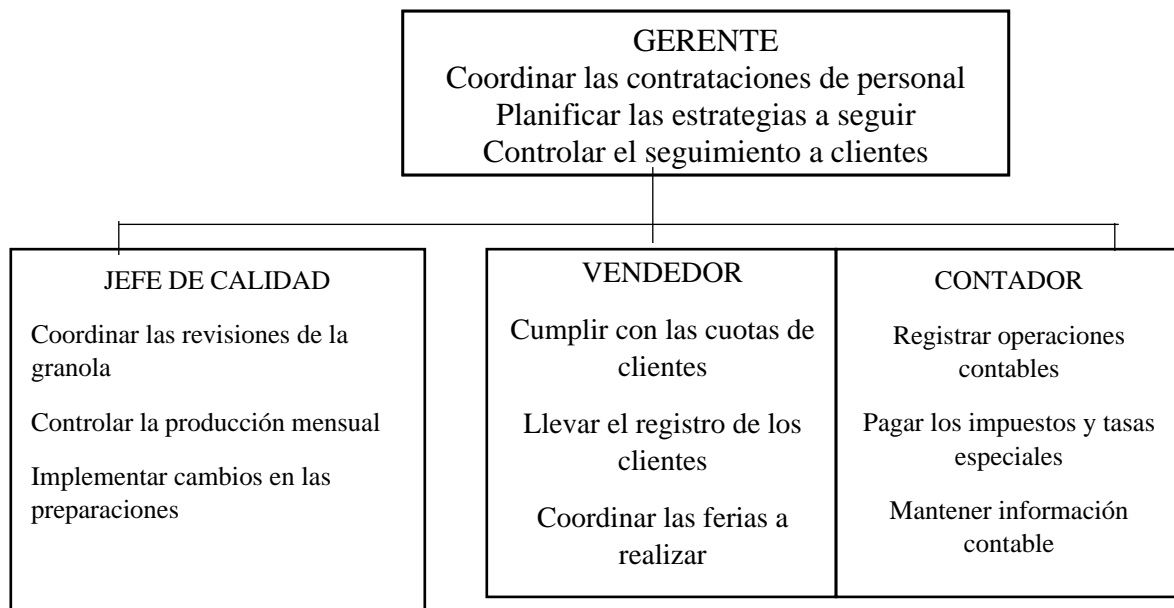 GERENTE
Coordinar las contrataciones de personal
Planificar las estrategias a seguir
Controlar el seguimiento a clientes
JEFE DE CALIDAD
Coordinar las revisiones de la
granola
Controlar la producción mensual
Implementar cambios en las
preparaciones
VENDEDOR
Cumplir con las cuotas de
clientes
Llevar el registro de los
clientes
Coordinar las ferias a
realizar
CONTADOR
Registrar operaciones
contables
Pagar los impuestos y tasas
especiales
Mantener información
contable